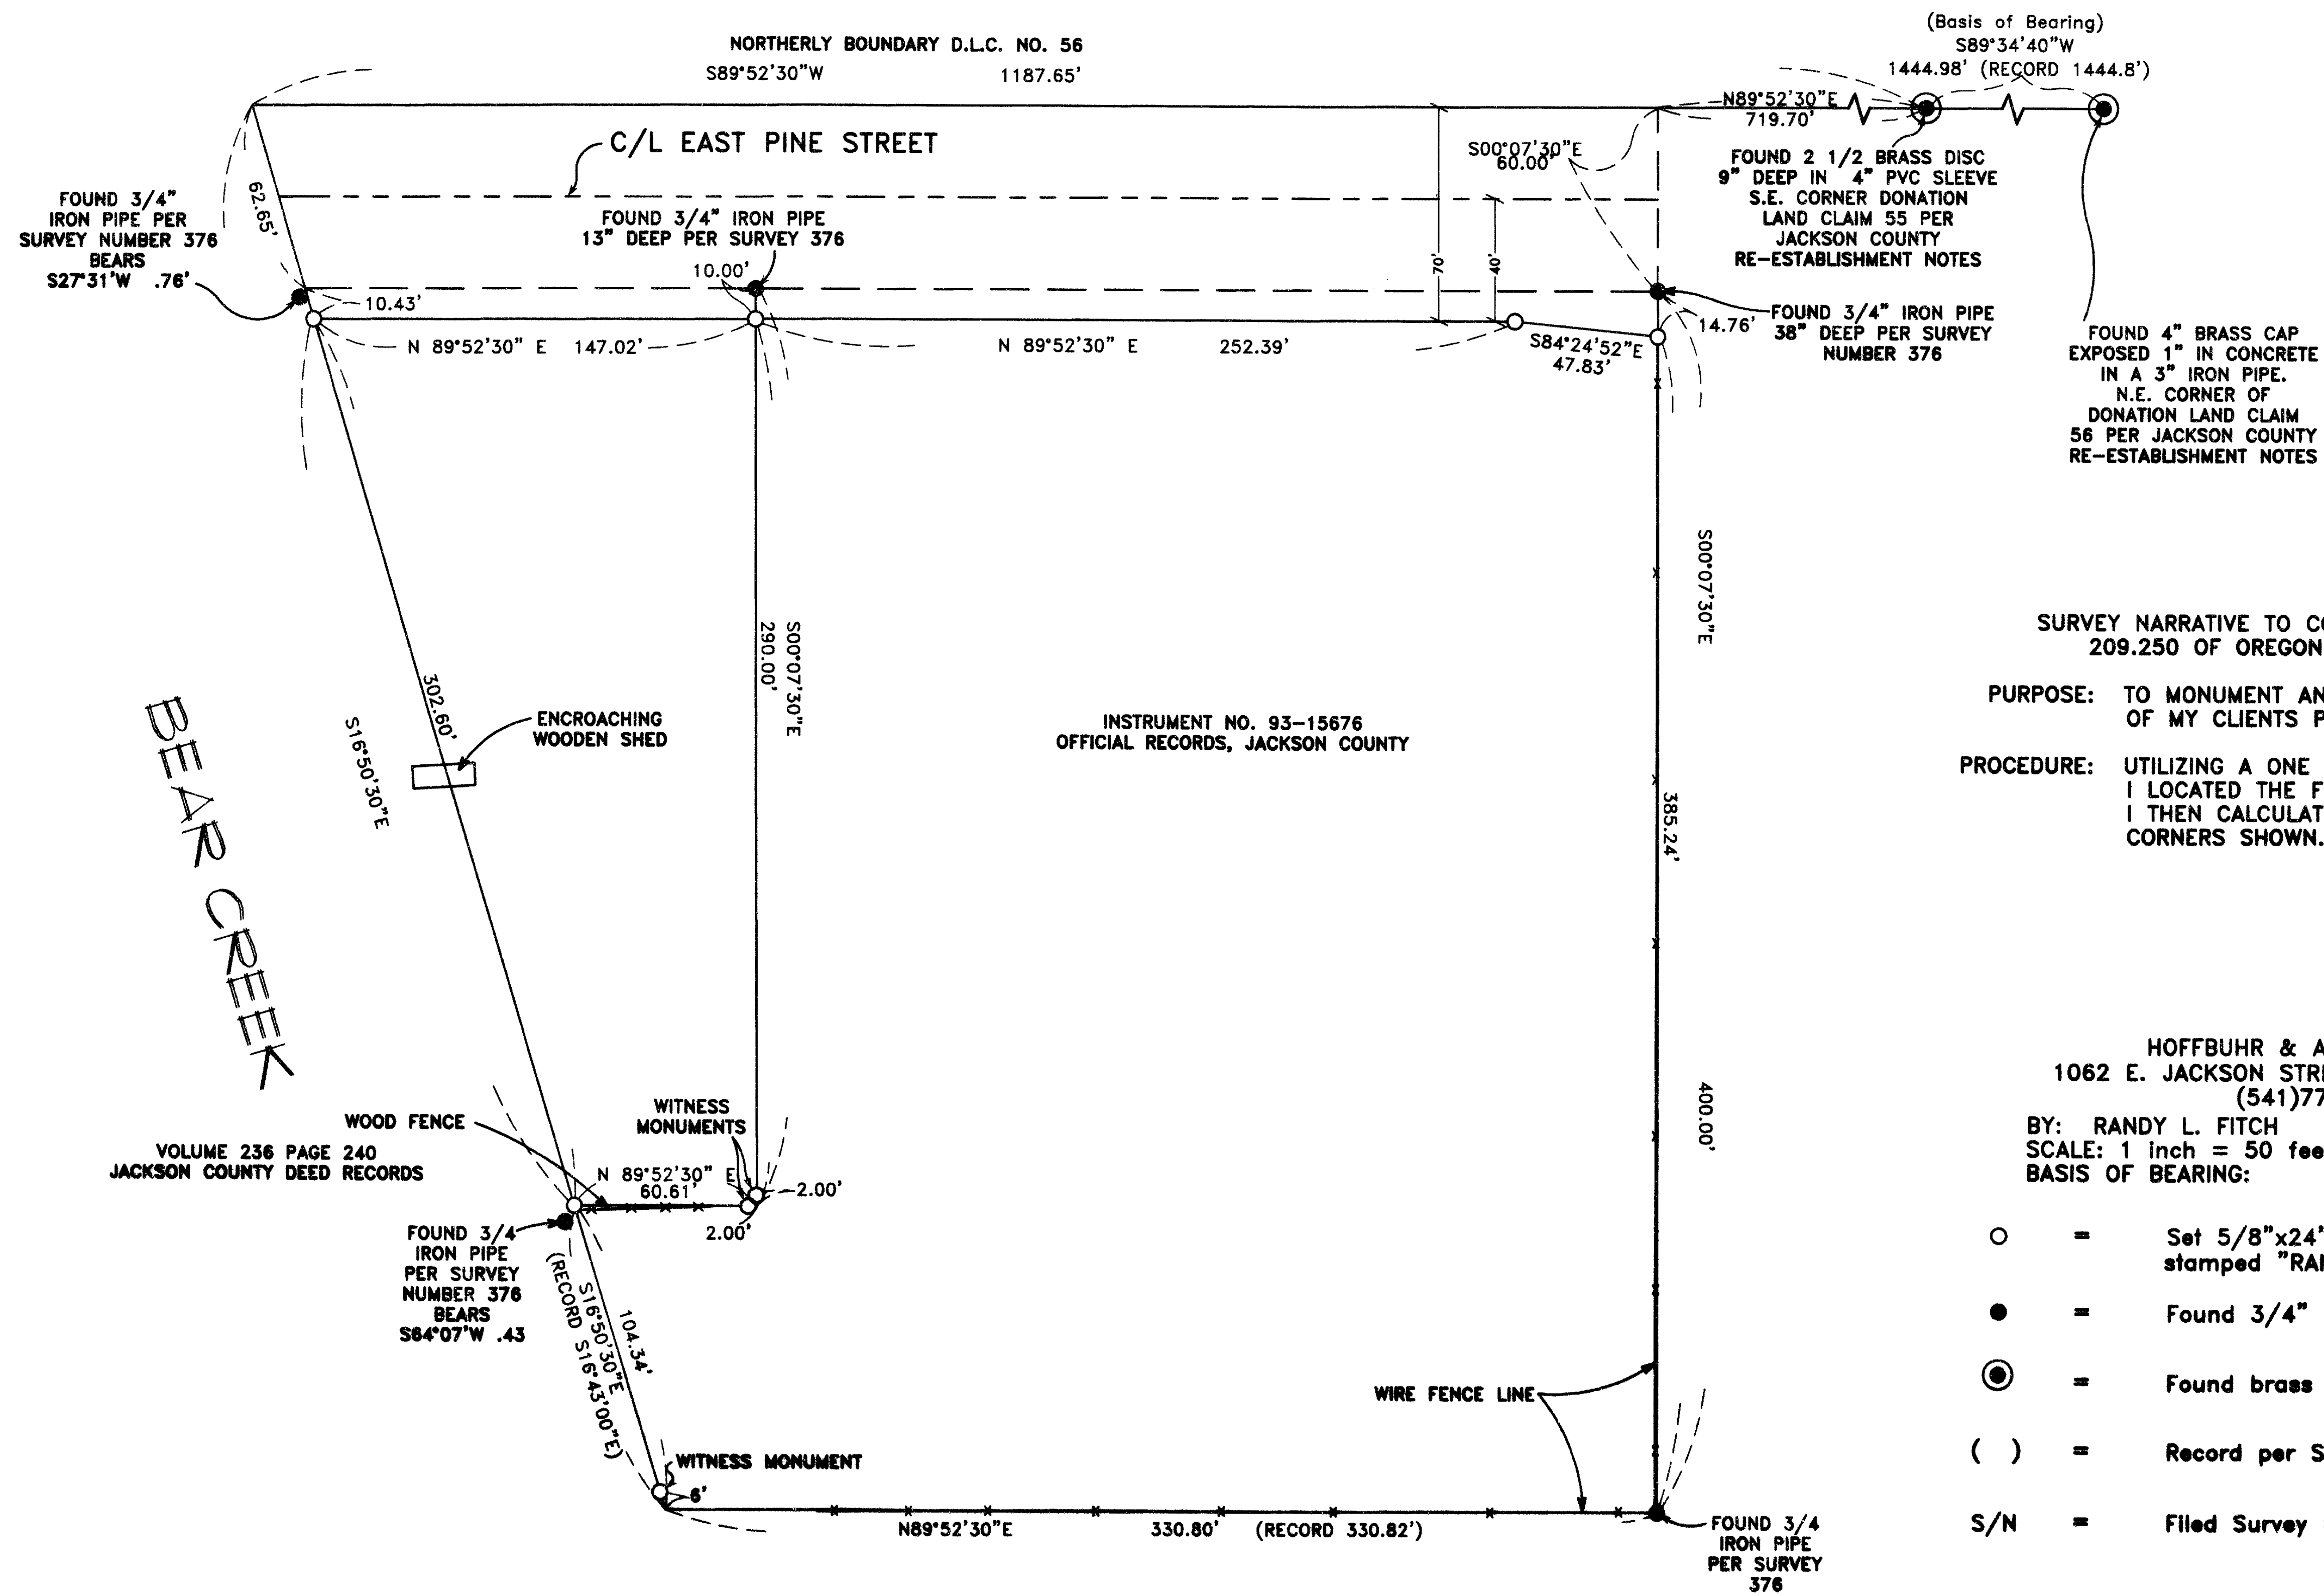 (Basis of Bearing)
S89°34'40"W
1444.98' (RECORD 1444.8')
NORTHERLY BOUNDARY D.L.C. NO. 56
S89°52'30"W 1187.65'
N89°52'30"E
719.70'
C/L EAST PINE STREET
S00°07'30"E
60.00'
FOUND 2 1/2 BRASS DISC
9" DEEP IN 4" PVC SLEEVE
S.E. CORNER DONATION
LAND CLAIM 55 PER
JACKSON COUNTY
RE-ESTABLISHMENT NOTES
62.65'
FOUND 3/4"
IRON PIPE PER
SURVEY NUMBER 376
BEARS
S27°31'W .76'
FOUND 3/4" IRON PIPE
13" DEEP PER SURVEY 376
10.00'
70'
40'
10.43'
FOUND 3/4" IRON PIPE
38" DEEP PER SURVEY
NUMBER 376
14.76'
FOUND 4" BRASS CAP
EXPOSED 1" IN CONCRETE
IN A 3" IRON PIPE.
N.E. CORNER OF
DONATION LAND CLAIM
56 PER JACKSON COUNTY
RE-ESTABLISHMENT NOTES
N 89°52'30" E 147.02'
N 89°52'30" E 252.39'
S84°24'52"E
47.83'
S00°07'30"E
S00°07'30"E
290.00'
302.60'
S16°50'30"E
ENCROACHING
WOODEN SHED
INSTRUMENT NO. 93-15676
OFFICIAL RECORDS, JACKSON COUNTY
385.24'
400.00'
BEAR CREEK
SURVEY NARRATIVE TO
209.250 OF OREGON
PURPOSE: TO MONUMENT
OF MY CLIENTS
PROCEDURE: UTILIZING A ONE
I LOCATED THE
I THEN
CORNERS SHOWN.
WOOD FENCE
WITNESS
MONUMENTS
VOLUME 236 PAGE 240
JACKSON COUNTY DEED RECORDS
N 89°52'30" E
60.61'
2.00'
2.00'
FOUND 3/4
IRON PIPE
PER SURVEY
NUMBER 376
BEARS
S64°07'W .43
104.34'
S16°50'30"E
(RECORD S16°43'00"E)
HOFFBUHR &
1062 E. JACKSON
(541)77
BY: RANDY L. FITCH
SCALE: 1 inch = 50
BASIS OF BEARING:
○ = Set 5/8"x24"
stamped
● = Found 3/4"
◉ = Found brass
( ) = Record per
S/N = Filed Survey
WIRE FENCE LINE
WITNESS MONUMENT
6'
N89°52'30"E 330.80' (RECORD 330.82')
FOUND 3/4
IRON PIPE
PER SURVEY
376